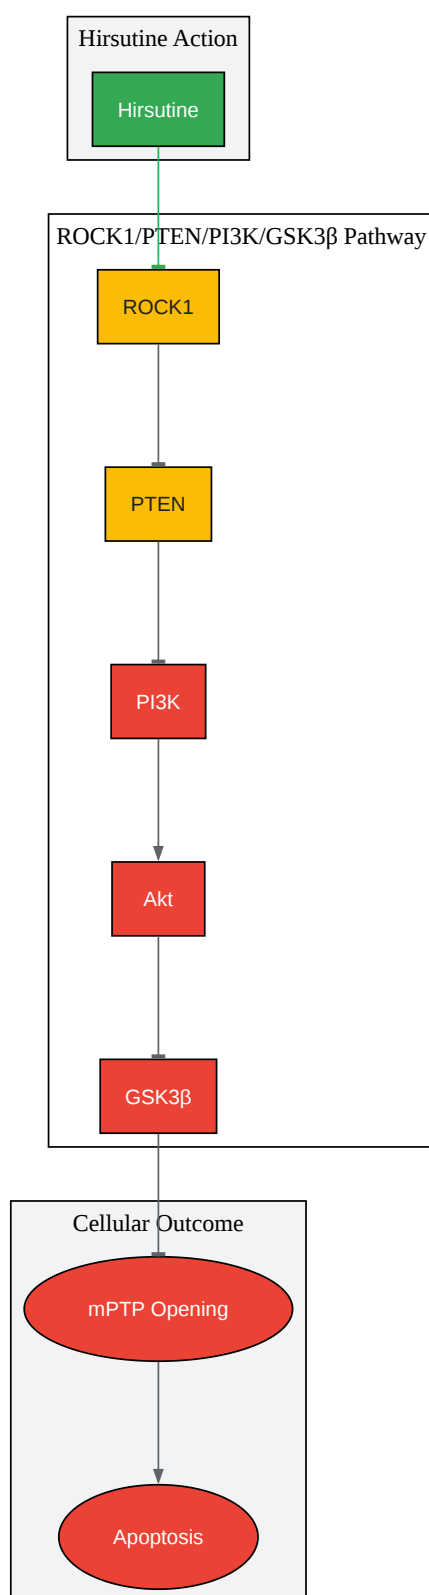 Hirsutine Action
Hirsutine
ROCK1/PTEN/PI3K/GSK3β Pathway
ROCK1
PTEN
PI3K
Akt
GSK3β
Cellular Outcome
mPTP Opening
Apoptosis